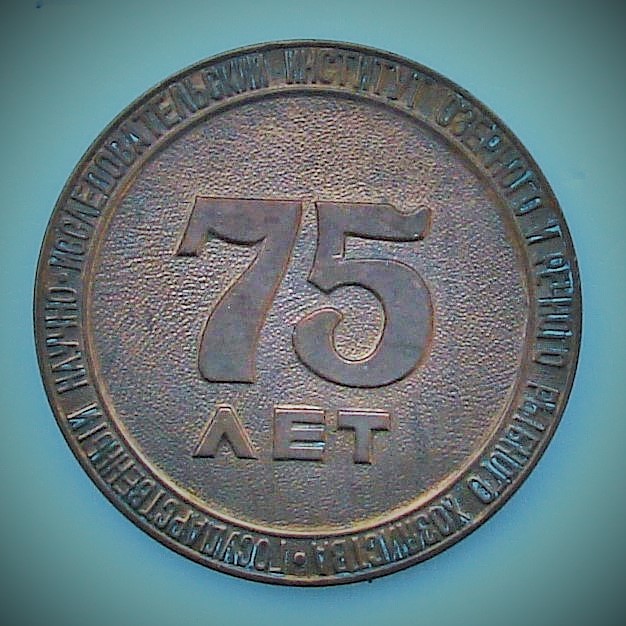 75
ЛЕТ
ГОСУДАРСТВЕННЫЙ НАУЧНО-ИССЛЕДОВАТЕЛЬСКИЙ ИНСТИТУТ ОЗЕРНОГО И РЕЧНОГО РЫБНОГО ХОЗЯЙСТВА •